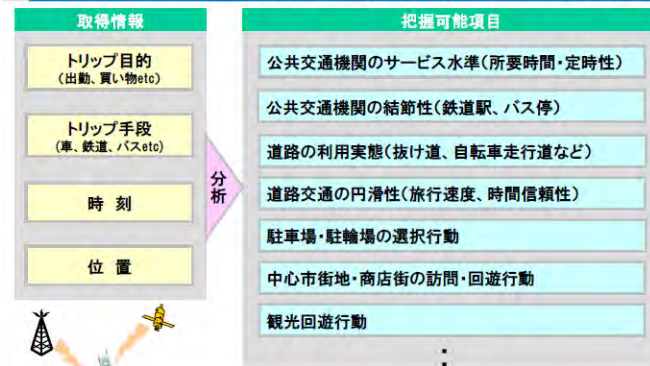 取得情報
トリップ目的
(出勤、買い物etc)
トリップ手段
(車、鉄道、バスetc)
時 刻
位 置
分
析
把握可能項目
公共交通機関のサービス水準(所要時間・定時性)
公共交通機関の結節性(鉄道駅、バス停)
道路の利用実態(抜け道、自転車走行道など)
道路交通の円滑性(旅行速度、時間信頼性)
駐車場・駐輪場の選択行動
中心市街地・商店街の訪問・回遊行動
観光回遊行動